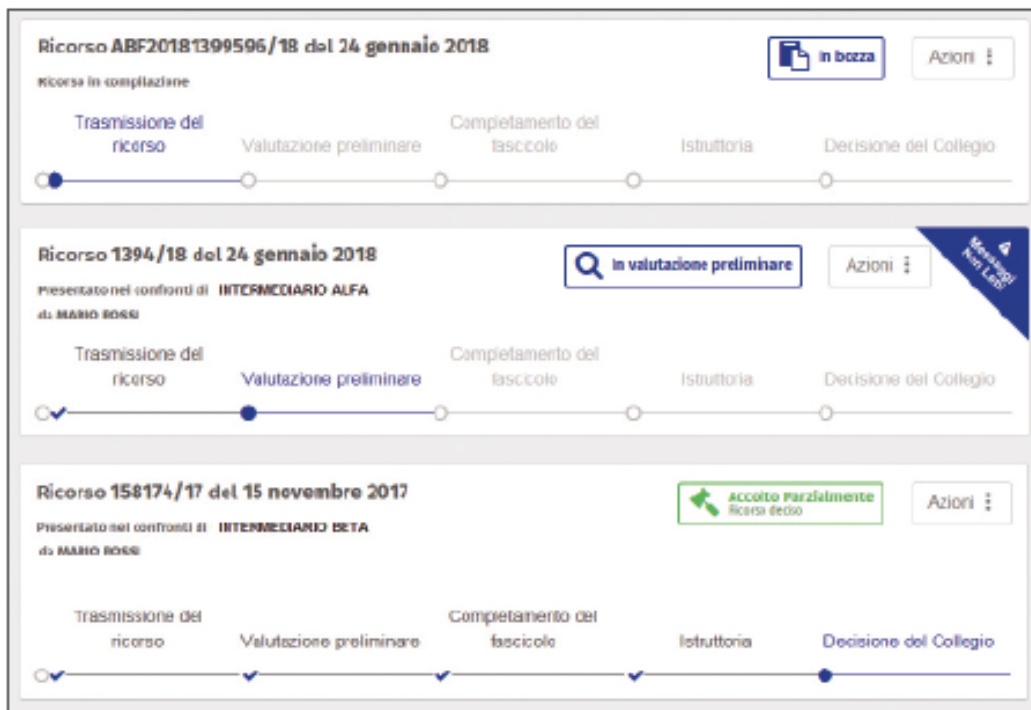 Ricorso ABF20181399596/18 del 24 gennaio 2018
In bozza
Azioni
Ricorso in compilazione
Trasmissione del ricorso
Valutazione preliminare
Completamento del fascicolo
Istruttoria
Decisione del Collegio
Ricorso 1394/18 del 24 gennaio 2018
In valutazione preliminare
Azioni
4 Messaggi Non Letti
Presentato nei confronti di INTERMEDIARIO ALFA
da MARIO ROSSI
Trasmissione del ricorso
Valutazione preliminare
Completamento del fascicolo
Istruttoria
Decisione del Collegio
Ricorso 158174/17 del 15 novembre 2017
Accolto Parzialmente
Ricorso deciso
Azioni
Presentato nei confronti di INTERMEDIARIO BETA
da MARIO ROSSI
Trasmissione del ricorso
Valutazione preliminare
Completamento del fascicolo
Istruttoria
Decisione del Collegio